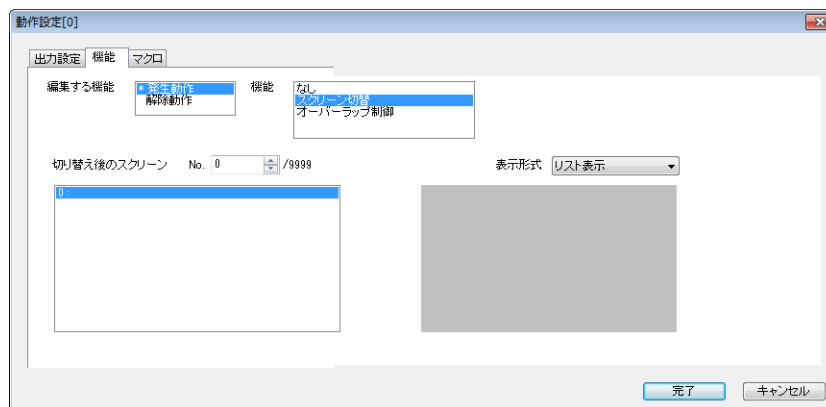 動作設定[0]
出力設定 機能 マクロ
編集する機能 * 発生動作 機能 なし
解除動作 スクリーン切替
オーバーラップ制御
切り替え後のスクリーン No. 0 /9999 表示形式 リスト表示
0 :
完了 キャンセル